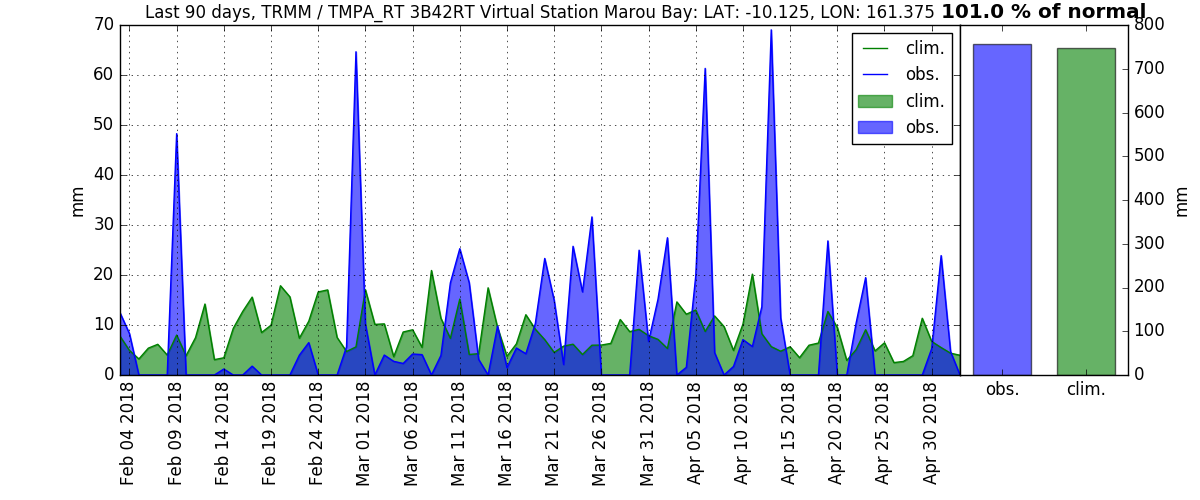 Last 90 days, TRMM / TMPA_RT 3B42RT Virtual Station Marou Bay: LAT: -10.125, LON: 161.375 101.0 % of normal
70
60
50
40
30
20
10
0
mm
clim.
obs.
clim.
obs.
800
700
600
500
400
300
200
100
0
mm
obs. clim.
Feb 04 2018
Feb 09 2018
Feb 14 2018
Feb 19 2018
Feb 24 2018
Mar 01 2018
Mar 06 2018
Mar 11 2018
Mar 16 2018
Mar 21 2018
Mar 26 2018
Mar 31 2018
Apr 05 2018
Apr 10 2018
Apr 15 2018
Apr 20 2018
Apr 25 2018
Apr 30 2018